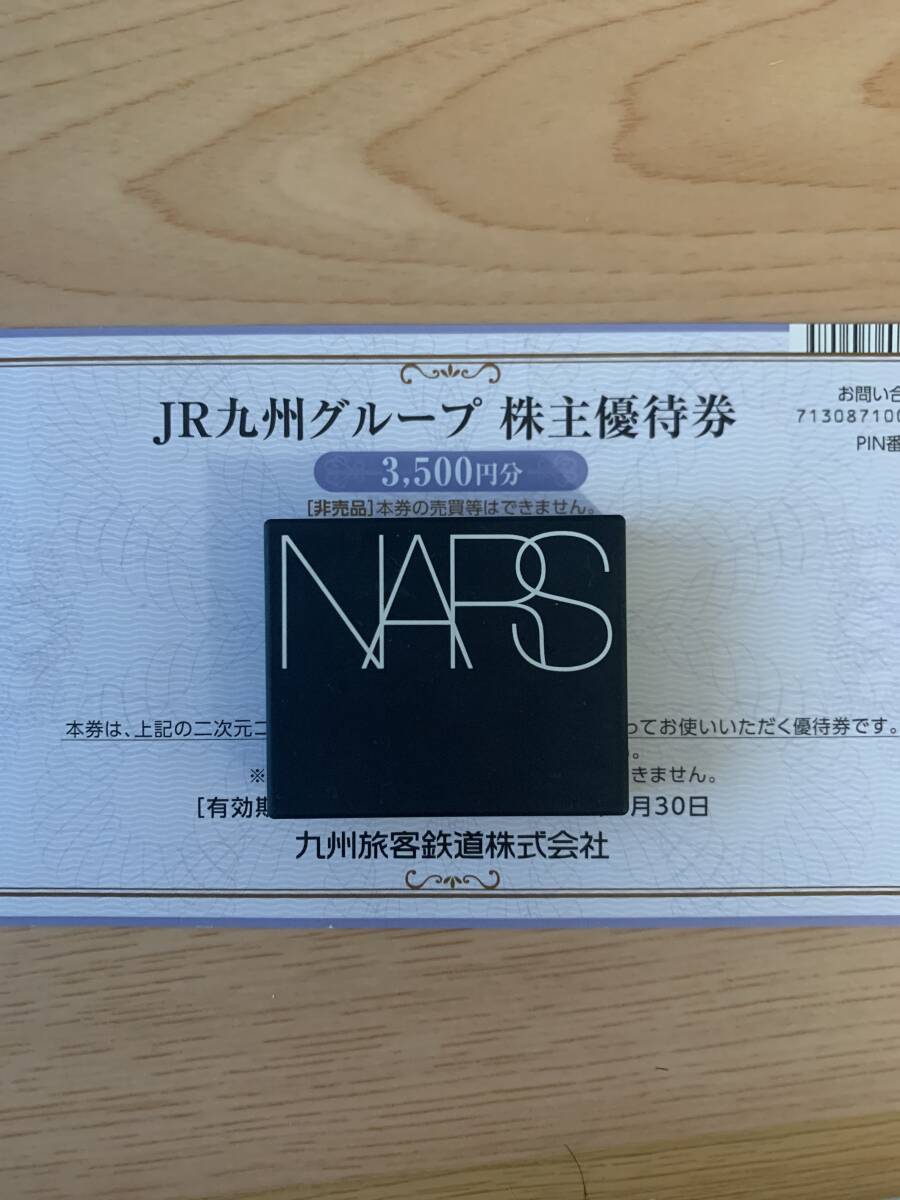 JR九州グループ 株主優待券
お問い合
713087100
PIN番
3,500円分
[非売品]本券の売買等はできません。
NARS
本券は、上記の二次元コ
ってお使いいただく優待券です。
。
※
きません。
[有効期
月30日
九州旅客鉄道株式会社